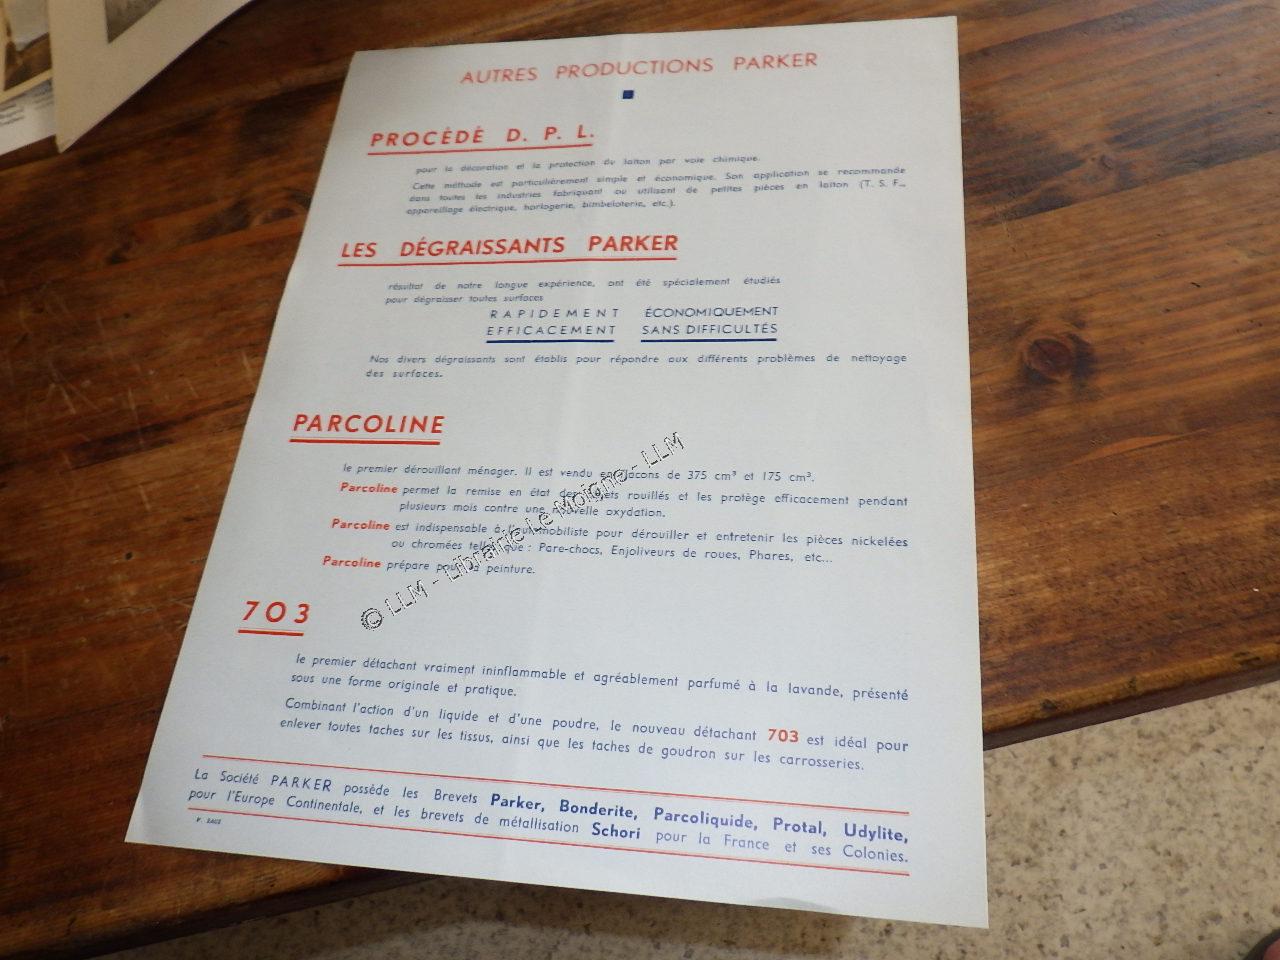 AUTRES PRODUCTIONS PARKER
PROCÉDÉ D. P. L.
pour la décoration et la protection du laiton par voie chimique.
Cette méthode est particulièrement simple et économique. Son application se recommande
dans toutes les industries fabriquant ou utilisant de petites pièces en laiton (T. S. F.,
appareillage électrique, horlogerie, bimbeloterie, etc.).
LES DÉGRAISSANTS PARKER
résultat de notre longue expérience, ont été spécialement étudiés
pour dégraisser toutes surfaces
RAPIDEMENT ÉCONOMIQUEMENT
EFFICACEMENT SANS DIFFICULTÉS
Nos divers dégraissants sont établis pour répondre aux différents problèmes de nettoyage
des surfaces.
PARCOLINE
le premier dérouillant ménager. Il est vendu en flacons de 375 cm³ et 175 cm³.
Parcoline permet la remise en état des objets rouillés et les protège efficacement pendant
plusieurs mois contre une nouvelle oxydation.
Parcoline est indispensable à l'automobiliste pour dérouiller et entretenir les pièces nickelées
ou chromées telles que : Pare-chocs, Enjoliveurs de roues, Phares, etc...
Parcoline prépare pour la peinture.
© LLM - Librairie Le Moigne - LLM
703
le premier détachant vraiment ininflammable et agréablement parfumé à la lavande, présenté
sous une forme originale et pratique.
Combinant l'action d'un liquide et d'une poudre, le nouveau détachant 703 est idéal pour
enlever toutes taches sur les tissus, ainsi que les taches de goudron sur les carrosseries.
La Société PARKER possède les Brevets Parker, Bonderite, Parcoliquide, Protal, Udylite,
pour l'Europe Continentale, et les brevets de métallisation Schori pour la France et ses Colonies.